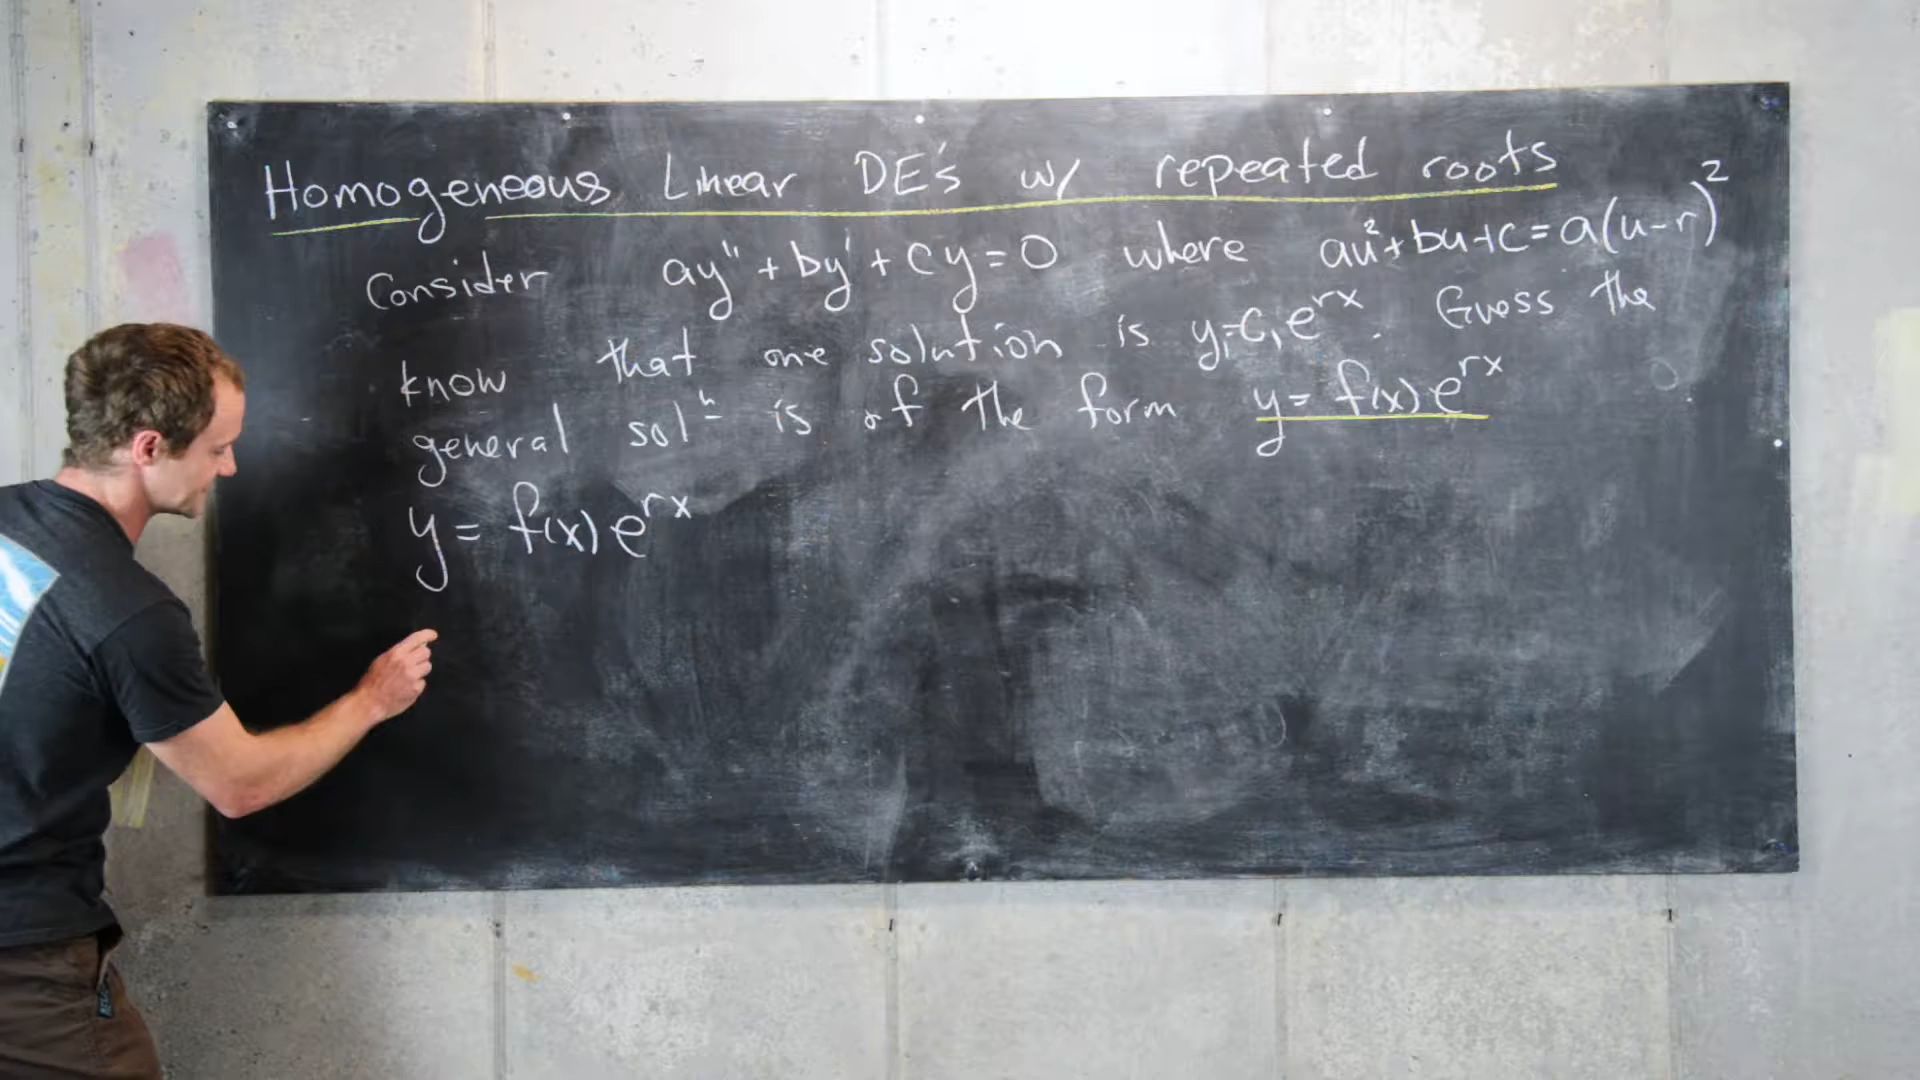 Homogeneous Linear DE's w/ repeated roots
Consider ay'' + by' + cy = 0 where au²+bu+c=a(u-r)²
know that one solution is y₁=C₁e^{rx}. Guess the
general solⁿ is of the form y= f(x) e^{rx}
y = f(x) e^{rx}